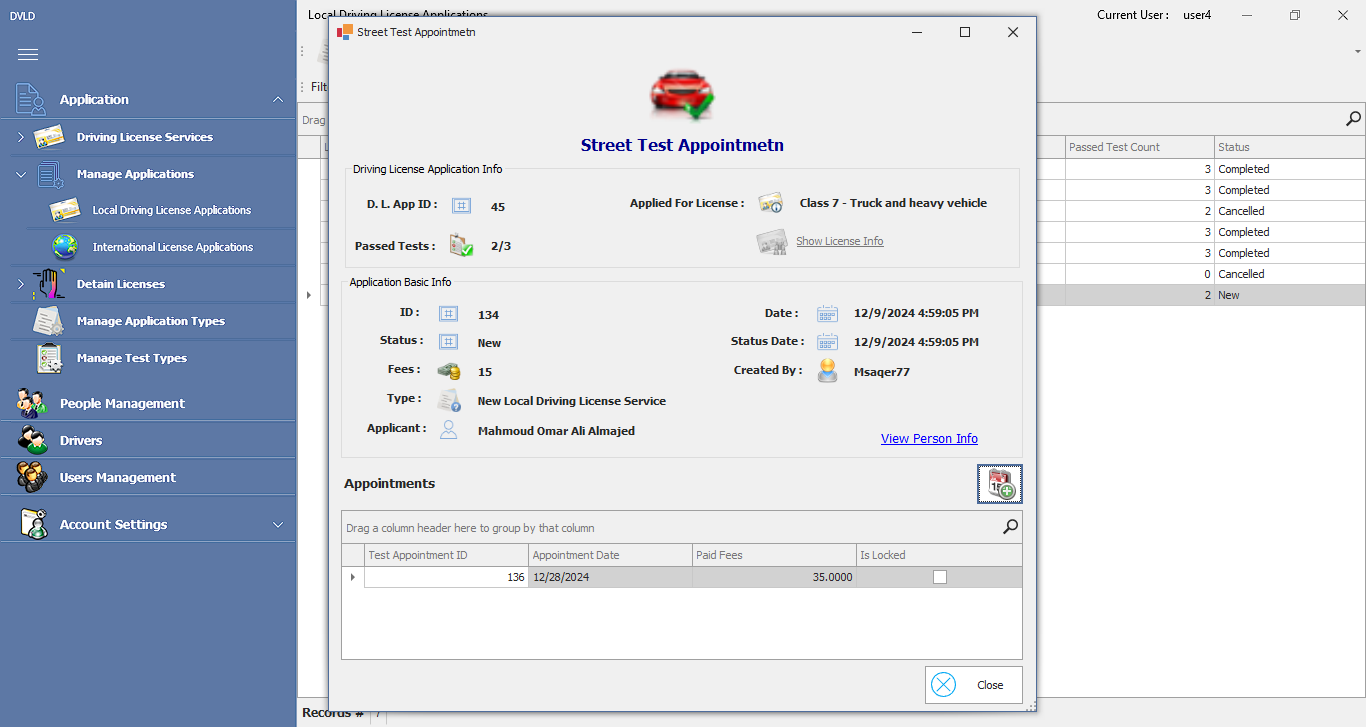 DVLD
Local Driving License Applications
Current User : user4
Application
Driving License Services
Manage Applications
Local Driving License Applications
International License Applications
Detain Licenses
Manage Application Types
Manage Test Types
People Management
Drivers
Users Management
Account Settings
Drag
Passed Test Count Status
3 Completed
3 Completed
2 Cancelled
3 Completed
3 Completed
0 Cancelled
2 New
Records # 7
Street Test Appointmetn
Street Test Appointmetn
Driving License Application Info
D. L. App ID : 45
Applied For License : Class 7 - Truck and heavy vehicle
Passed Tests : 2/3
Show License Info
Application Basic Info
ID : 134
Date : 12/9/2024 4:59:05 PM
Status : New
Status Date : 12/9/2024 4:59:05 PM
Fees : 15
Created By : Msaqer77
Type : New Local Driving License Service
Applicant : Mahmoud Omar Ali Almajed
View Person Info
Appointments
Drag a column header here to group by that column
Test Appointment ID Appointment Date Paid Fees Is Locked
136 12/28/2024 35.0000
Close